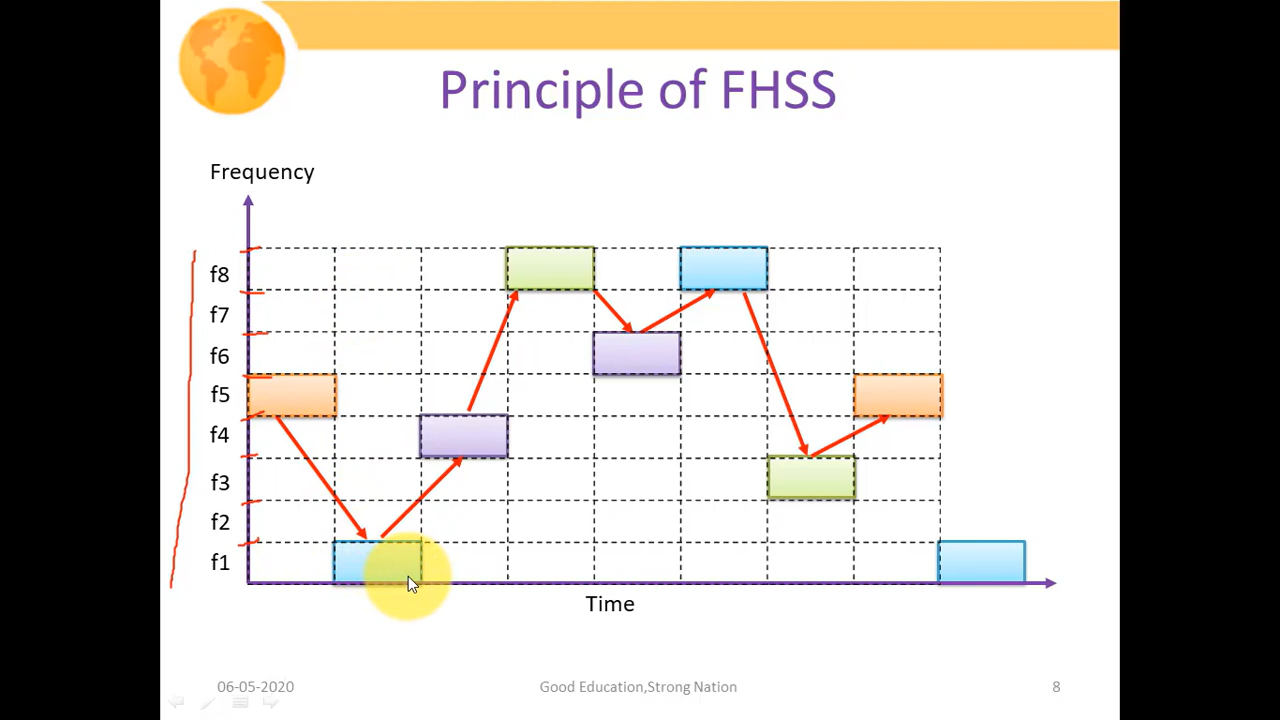 Principle of FHSS
Frequency
f8
f7
f6
f5
f4
f3
f2
f1
Time
06-05-2020
Good Education,Strong Nation
8